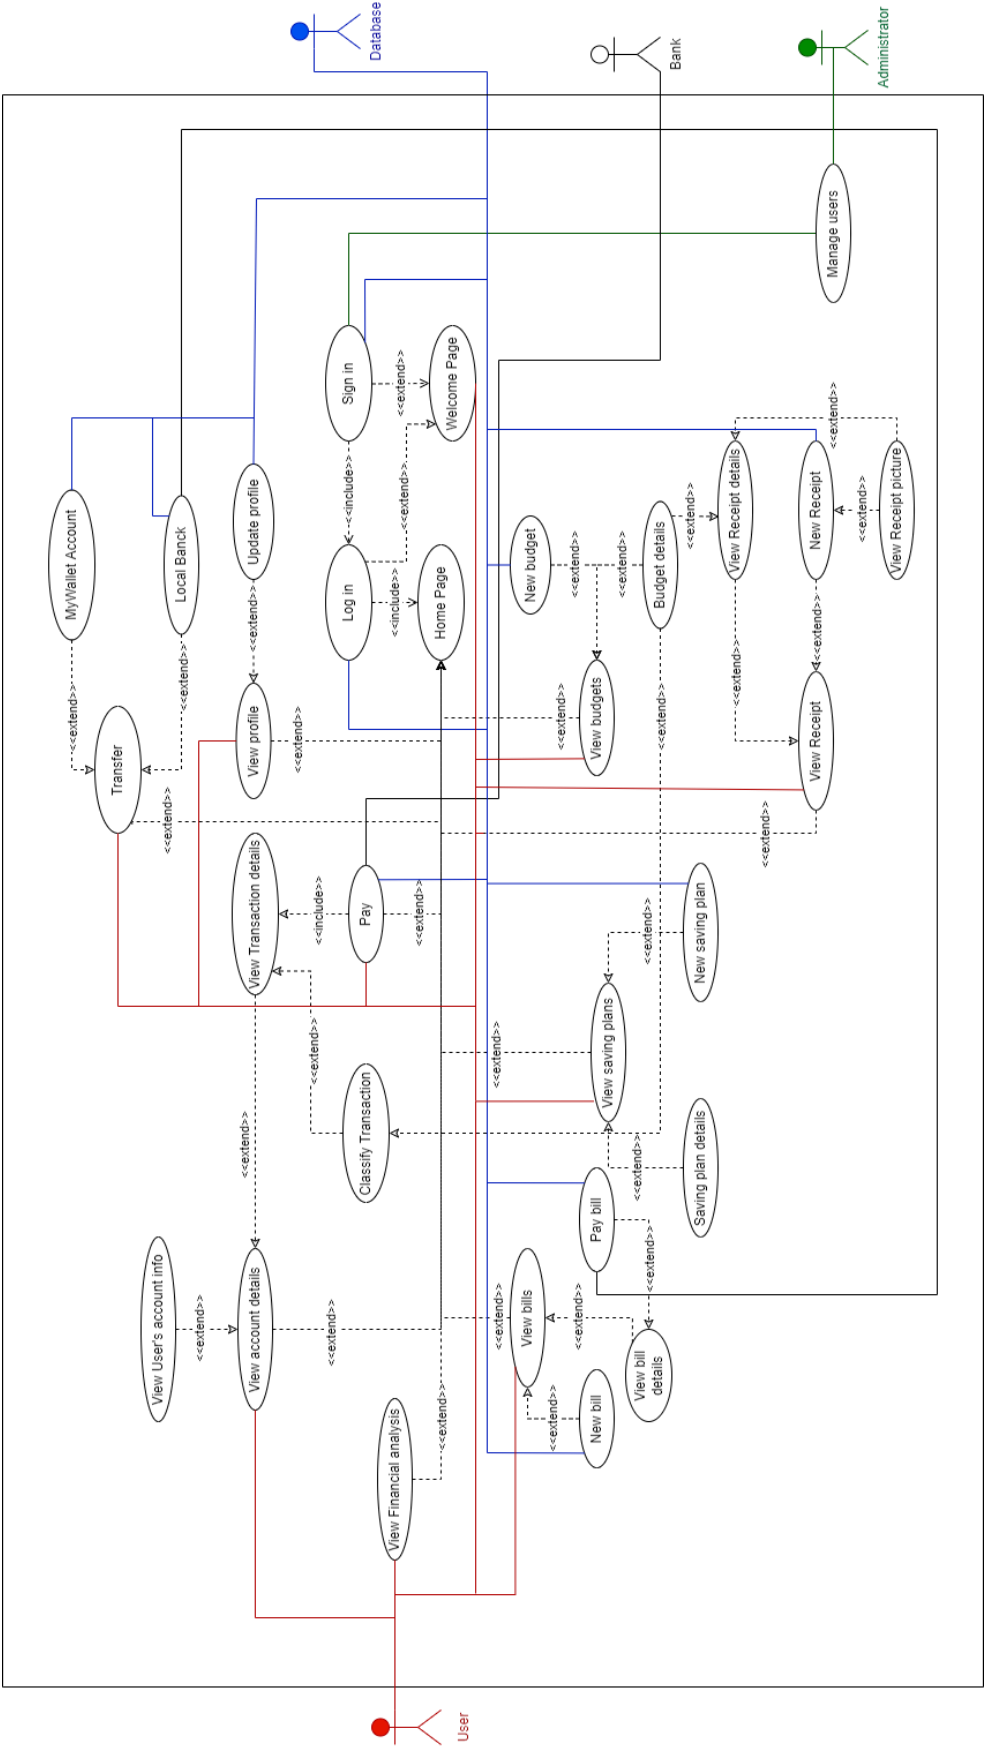 User
View User's account info
<<extend>>
View account details
<<extend>>
<<extend>>
View Financial analysis
<<extend>>
View bills
<<extend>>
<<extend>>
New bill
<<extend>>
View bill
details
Pay bill
<<extend>>
Saving plan details
<<extend>>
View saving plans
<<extend>>
New saving plan
<<extend>>
Classify Transaction
<<extend>>
View Transaction details
<<include>>
Pay
<<extend>>
Transfer
<<extend>>
<<extend>>
<<extend>>
MyWallet Account
Local Banck
View profile
<<extend>>
<<extend>>
Update profile
Log in
<<include>>
Home Page
<<include>>
<<extend>>
Sign in
<<extend>>
Welcome Page
New budget
<<extend>>
<<extend>>
View budgets
<<extend>>
Budget details
<<extend>>
<<extend>>
View Receipt details
<<extend>>
View Receipt
<<extend>>
<<extend>>
New Receipt
<<extend>>
<<extend>>
View Receipt picture
Manage users
Database
Bank
Administrator